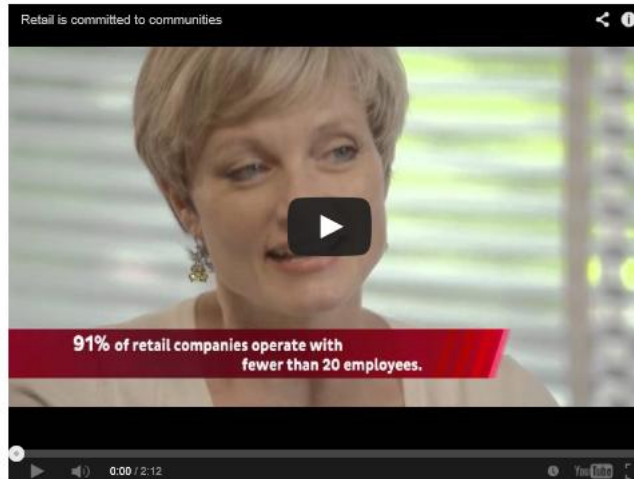 Retail is committed to communities
91% of retail companies operate with
fewer than 20 employees.
0:00 / 2:12
YouTube